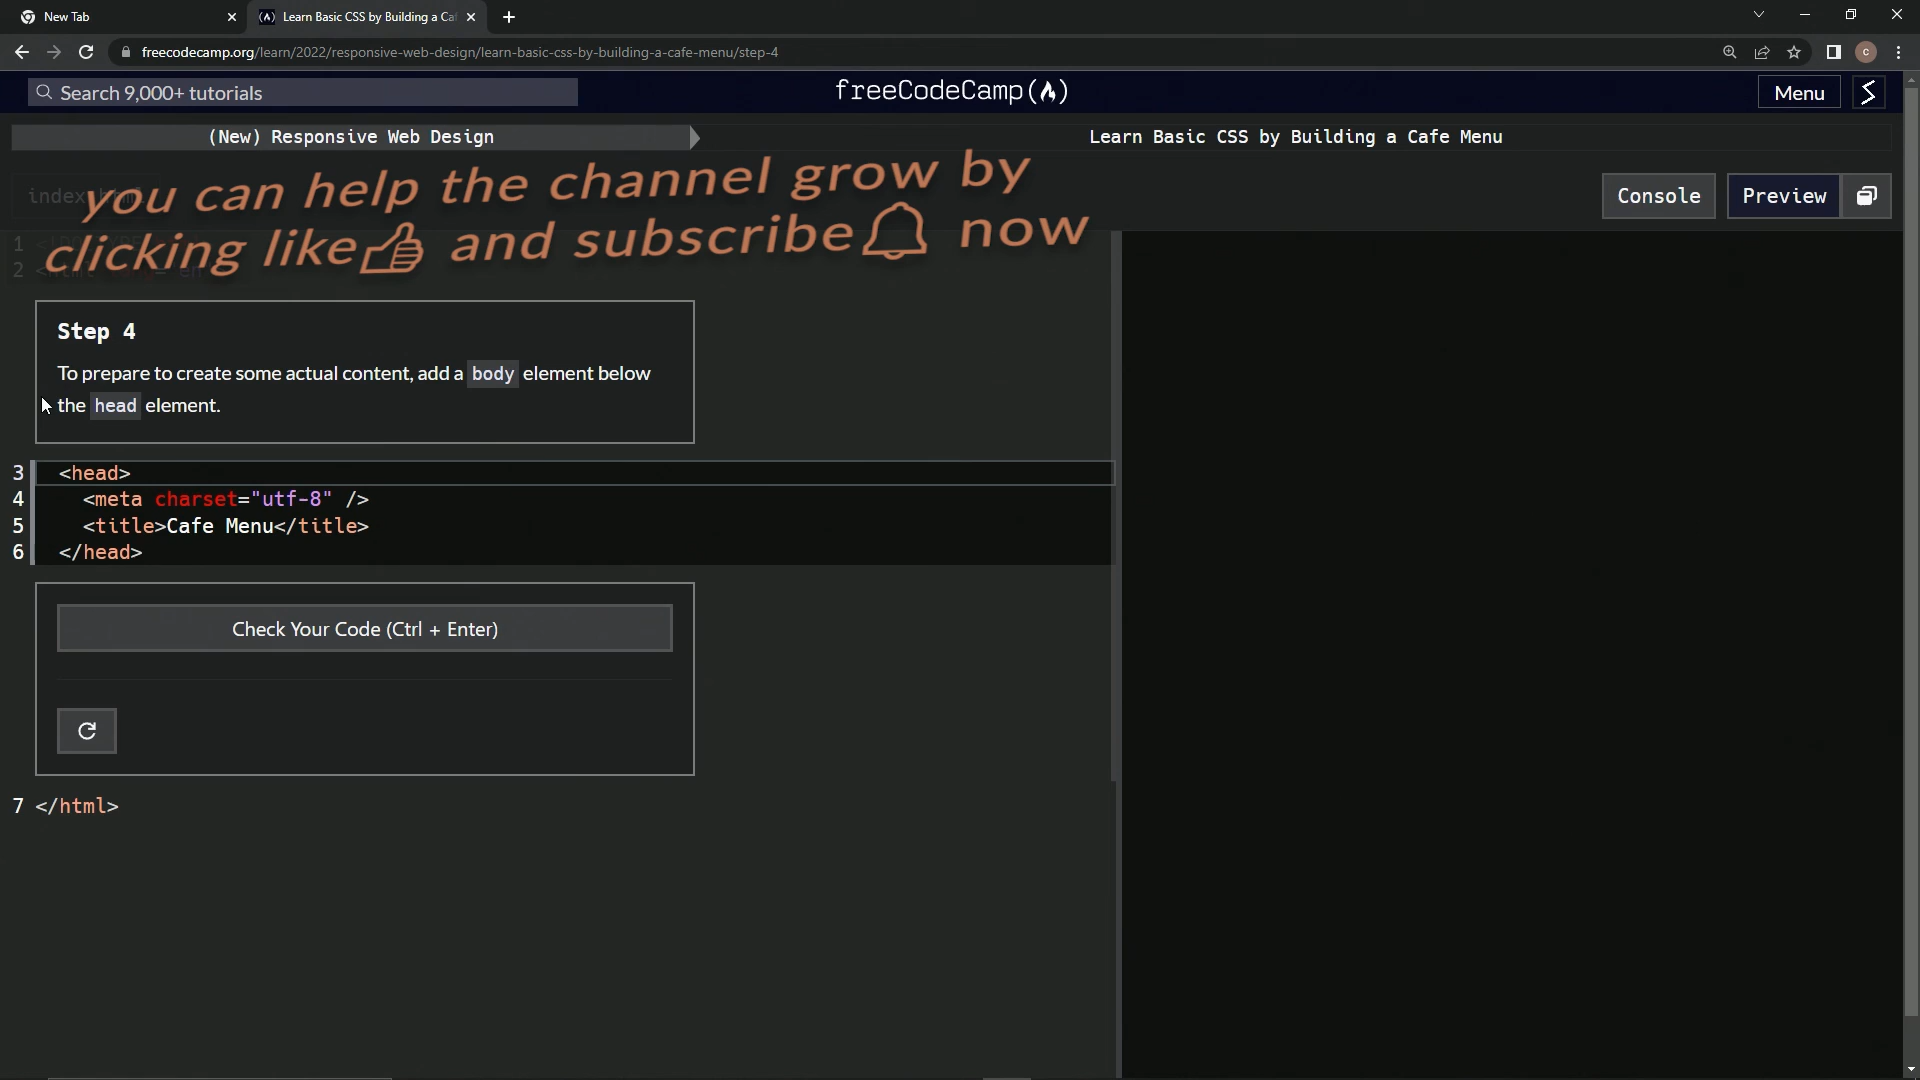 New Tab
Learn Basic CSS by Building a Caf
freecodecamp.org/learn/2022/responsive-web-design/learn-basic-css-by-building-a-cafe-menu/step-4
C
Search 9,000+ tutorials
freeCodeCamp
Menu
(New) Responsive Web Design
Learn Basic CSS by Building a Cafe Menu
you can help the channel grow by
clicking like and subscribe now
Console
Preview
1
2
Step 4
To prepare to create some actual content, add a body element below
the head element.
3 <head>
4 <meta charset="utf-8" />
5 <title>Cafe Menu</title>
6 </head>
Check Your Code (Ctrl + Enter)
7 </html>